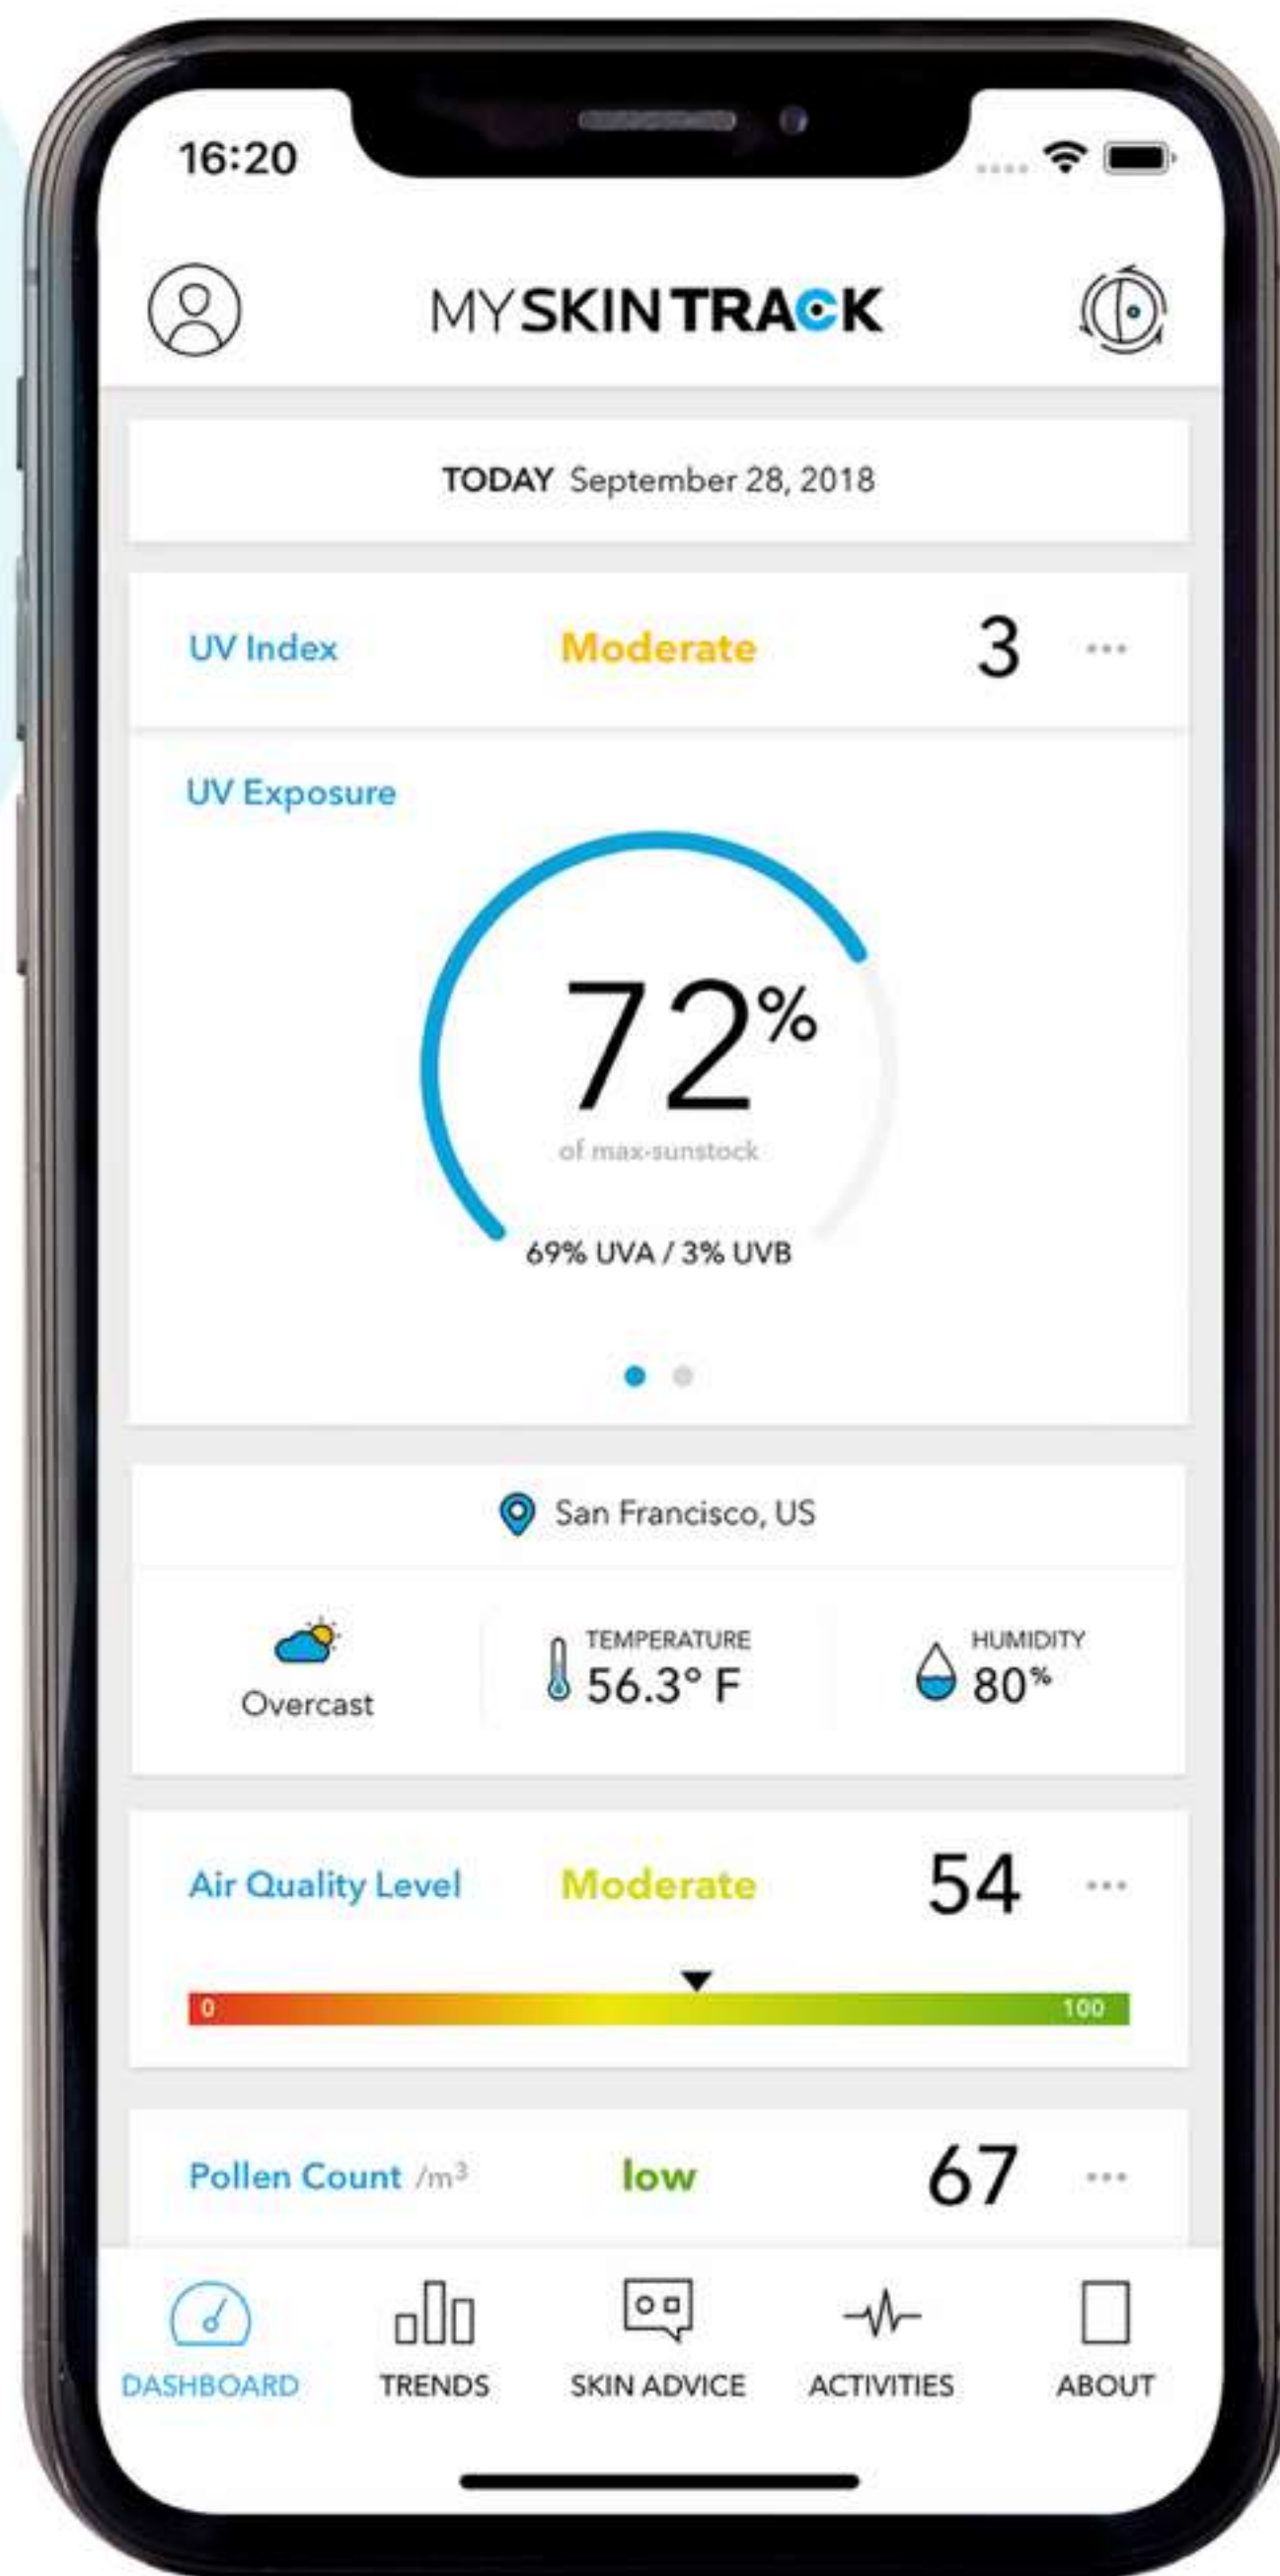 16:20
MYSKINTRACK
TODAY September 28, 2018
UV Index Moderate 3
UV Exposure
72%
of max-sunstock
69% UVA / 3% UVB
San Francisco, US
Overcast
TEMPERATURE
56.3° F
HUMIDITY
80%
Air Quality Level Moderate 54
0 100
Pollen Count /m³ low 67
DASHBOARD TRENDS SKIN ADVICE ACTIVITIES ABOUT